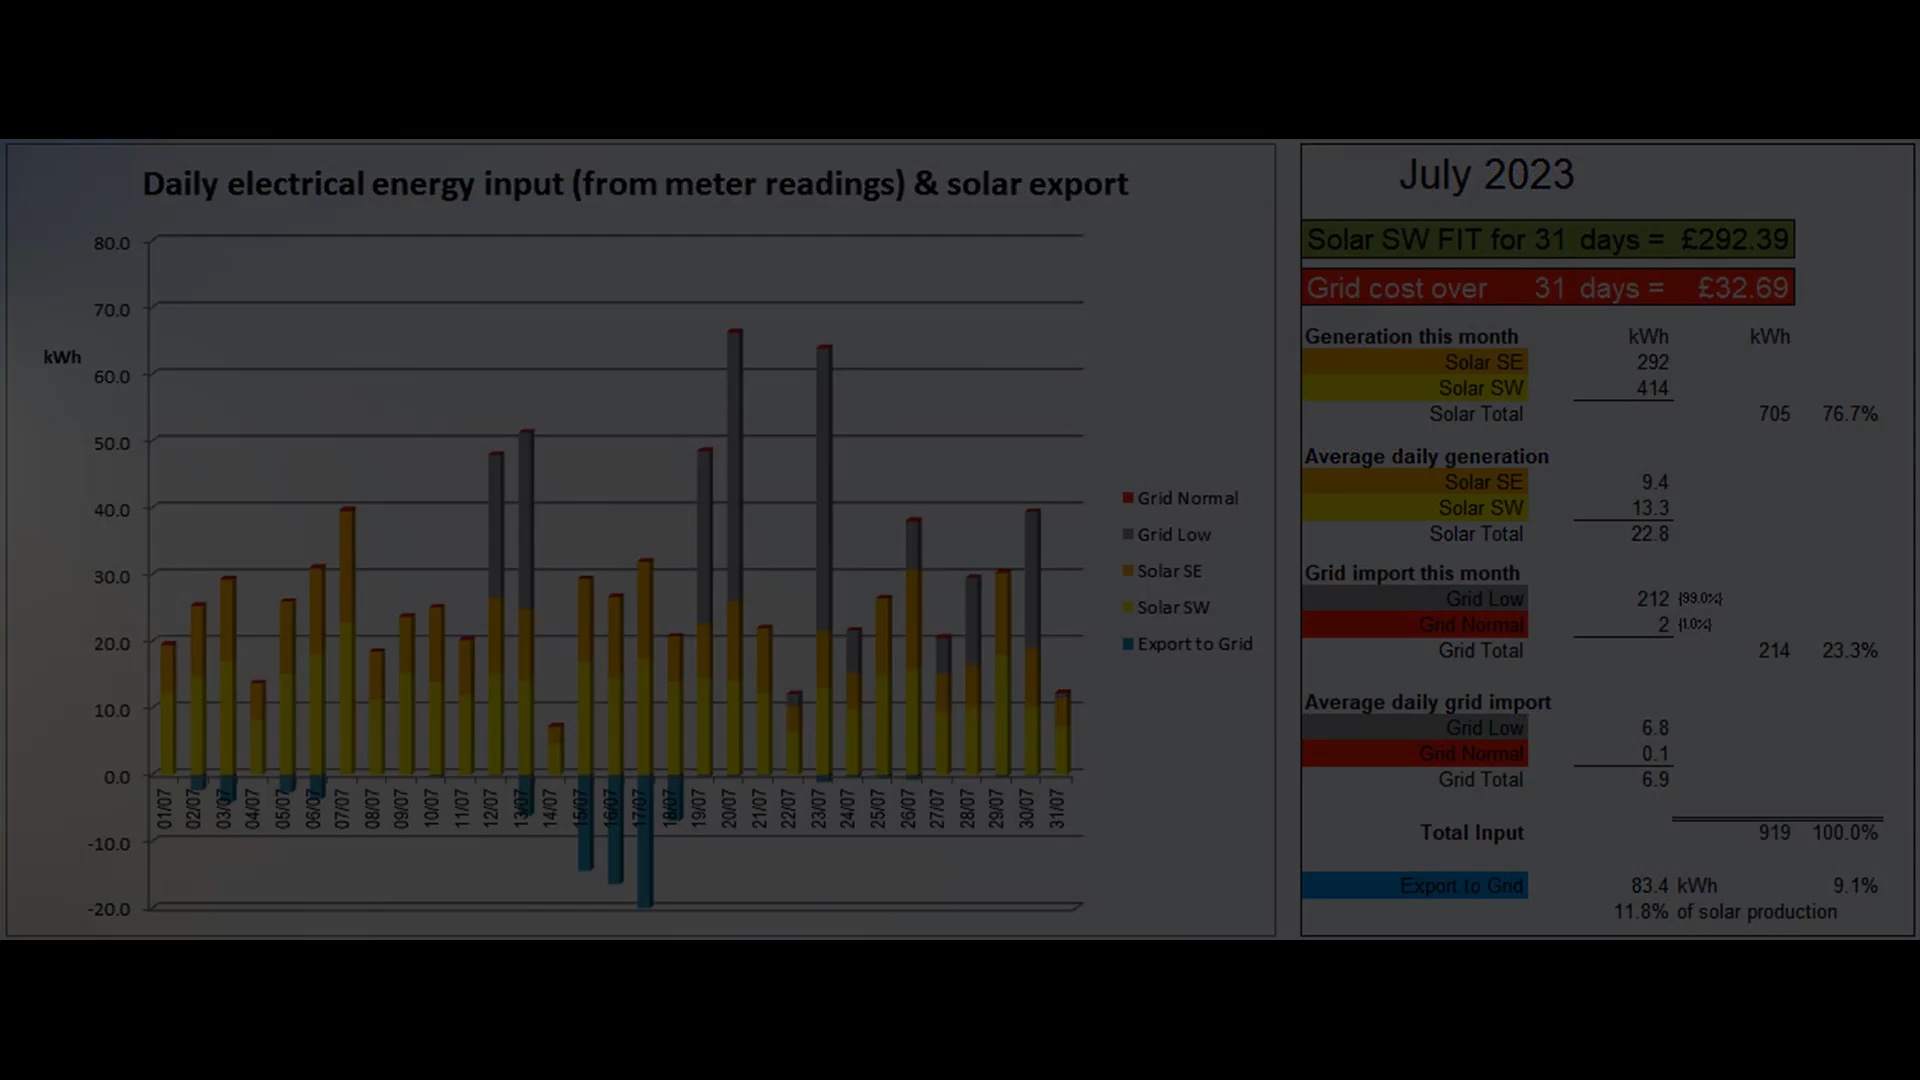 Daily electrical energy input (from meter readings) & solar export
kWh
80.0
70.0
60.0
50.0
40.0
30.0
20.0
10.0
0.0
-10.0
-20.0
01/07 02/07 03/07 04/07 05/07 06/07 07/07 08/07 09/07 10/07 11/07 12/07 13/07 14/07 15/07 16/07 17/07 18/07 19/07 20/07 21/07 22/07 23/07 24/07 25/07 26/07 27/07 28/07 29/07 30/07 31/07
Grid Normal
Grid Low
Solar SE
Solar SW
Export to Grid
July 2023
Solar SW FIT for 31 days = £292.39
Grid cost over 31 days = £32.69
Generation this month kWh kWh
Solar SE 292
Solar SW 414
Solar Total 705 76.7%
Average daily generation
Solar SE 9.4
Solar SW 13.3
Solar Total 22.8
Grid import this month
Grid Low 212 (99.0%)
Grid Normal 2 (1.0%)
Grid Total 214 23.3%
Average daily grid import
Grid Low 6.8
Grid Normal 0.1
Grid Total 6.9
Total Input 919 100.0%
Export to Grid 83.4 kWh 9.1%
11.8% of solar production